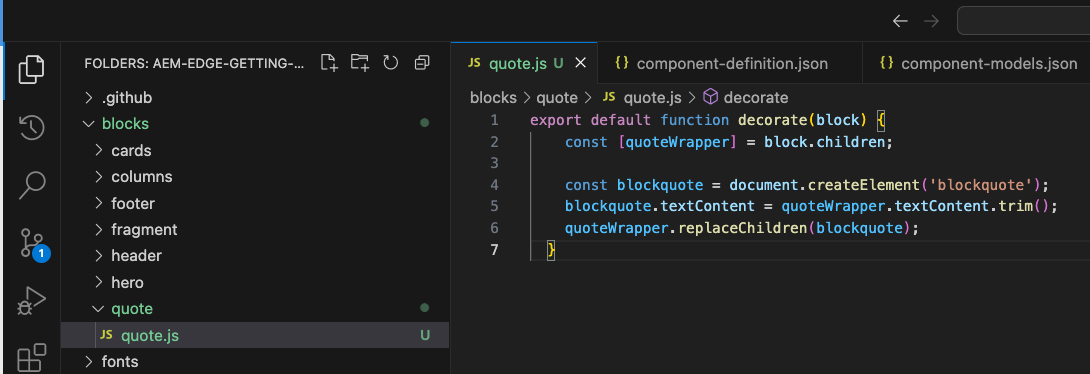 FOLDERS: AEM-EDGE-GETTING-...
.github
blocks
cards
columns
footer
fragment
header
hero
quote
JS quote.js U
fonts
1
JS quote.js U
{} component-definition.json
{} component-models.json
blocks > quote > JS quote.js > decorate
1 export default function decorate(block) {
2 const [quoteWrapper] = block.children;
3
4 const blockquote = document.createElement('blockquote');
5 blockquote.textContent = quoteWrapper.textContent.trim();
6 quoteWrapper.replaceChildren(blockquote);
7 }